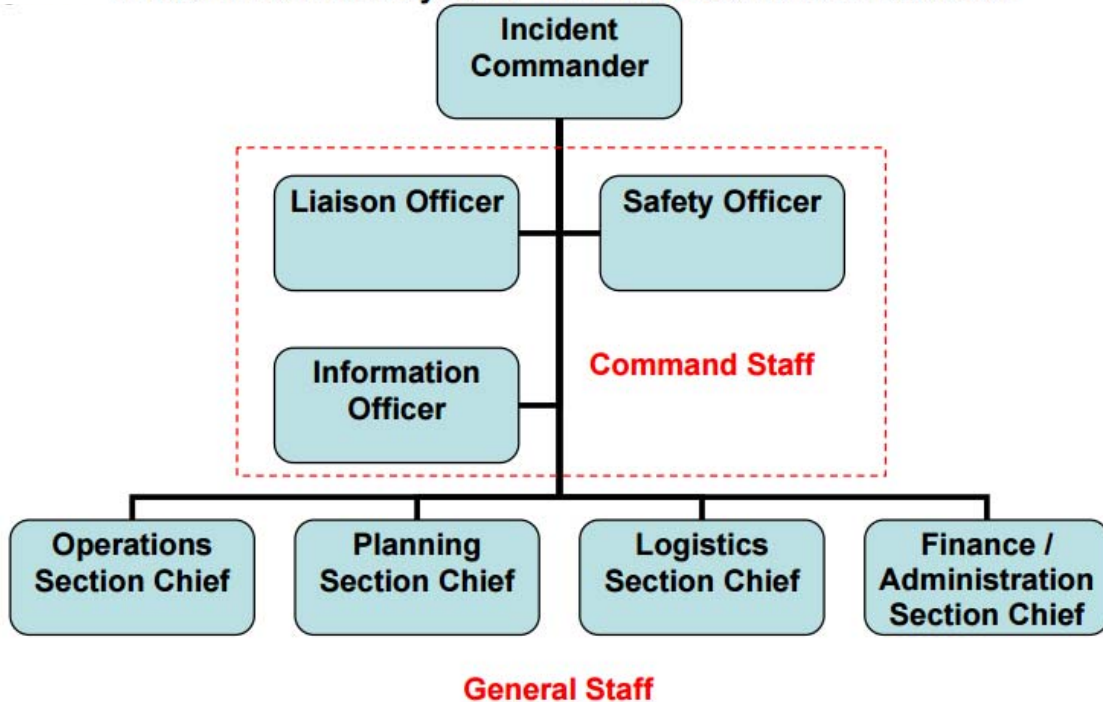 Incident
Commander
Liaison Officer
Safety Officer
Information
Officer
Command Staff
Operations
Section Chief
Planning
Section Chief
Logistics
Section Chief
Finance /
Administration
Section Chief
General Staff